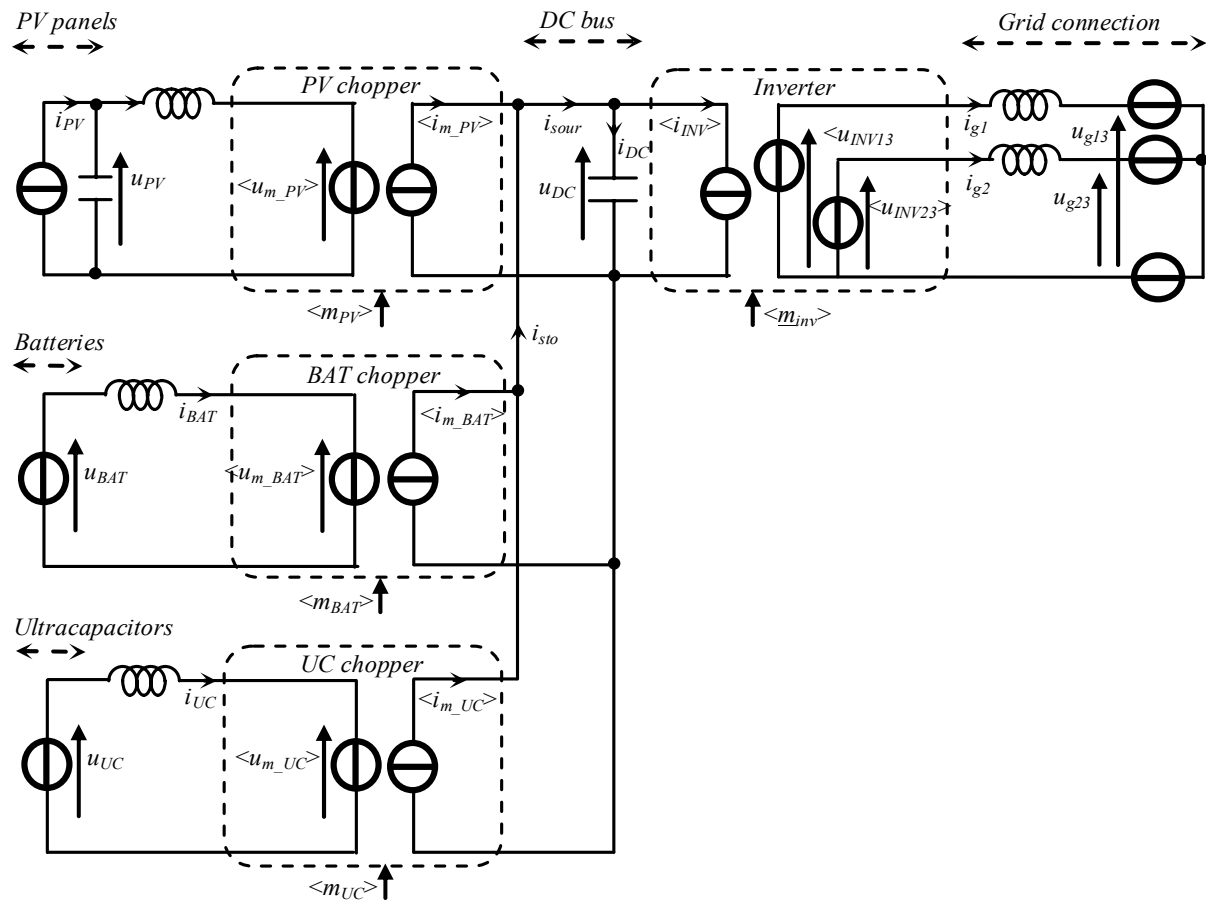 PV panels
DC bus
Grid connection
PV chopper
Inverter
i_PV
<i_m_PV>
i_sour
<i_INV>
i_DC
<u_INV13>
i_g1
u_g13
u_PV
<u_m_PV>
u_DC
<u_INV23>
i_g2
u_g23
<m_PV>
<m_inv>
i_sto
Batteries
BAT chopper
i_BAT
<i_m_BAT>
u_BAT
<u_m_BAT>
<m_BAT>
Ultracapacitors
UC chopper
i_UC
<i_m_UC>
u_UC
<u_m_UC>
<m_UC>